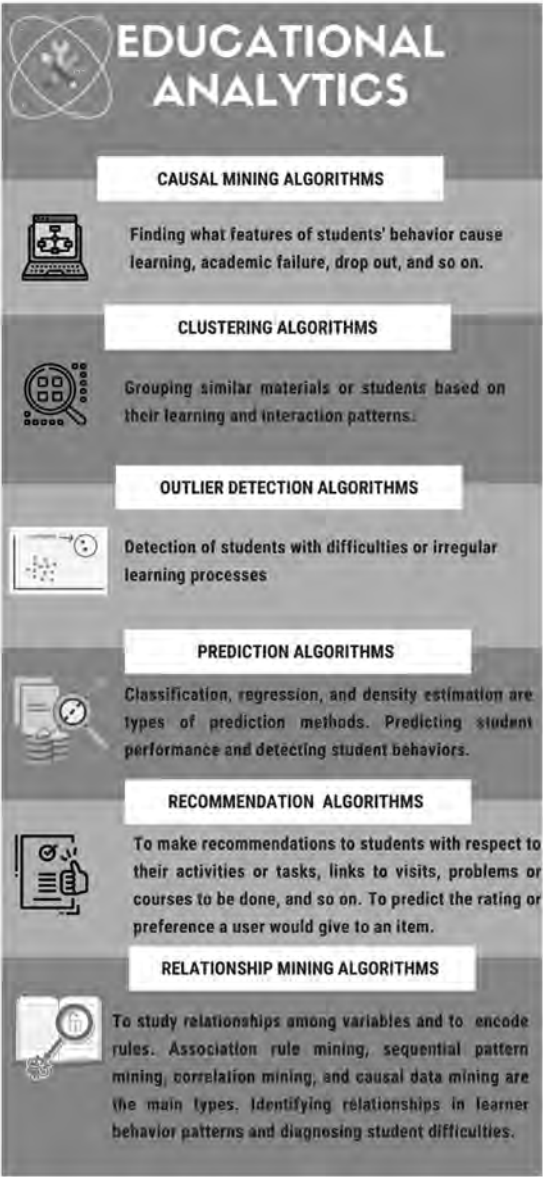 EDUCATIONAL
ANALYTICS
CAUSAL MINING ALGORITHMS
Finding what features of students' behavior cause
learning, academic failure, drop out, and so on.
CLUSTERING ALGORITHMS
Grouping similar materials or students based on
their learning and interaction patterns.
OUTLIER DETECTION ALGORITHMS
Detection of students with difficulties or irregular
learning processes
PREDICTION ALGORITHMS
Classification, regression, and density estimation are
types of prediction methods. Predicting student
performance and detecting student behaviors.
RECOMMENDATION ALGORITHMS
To make recommendations to students with respect to
their activities or tasks, links to visits, problems or
courses to be done, and so on. To predict the rating or
preference a user would give to an item.
RELATIONSHIP MINING ALGORITHMS
To study relationships among variables and to encode
rules. Association rule mining, sequential pattern
mining, correlation mining, and causal data mining are
the main types. Identifying relationships in learner
behavior patterns and diagnosing student difficulties.